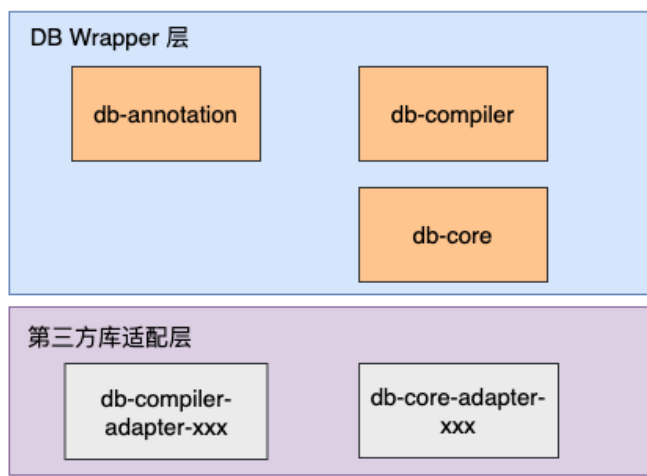 DB Wrapper 层
db-annotation
db-compiler
db-core
第三方库适配层
db-compiler-
adapter-xxx
db-core-adapter-
xxx